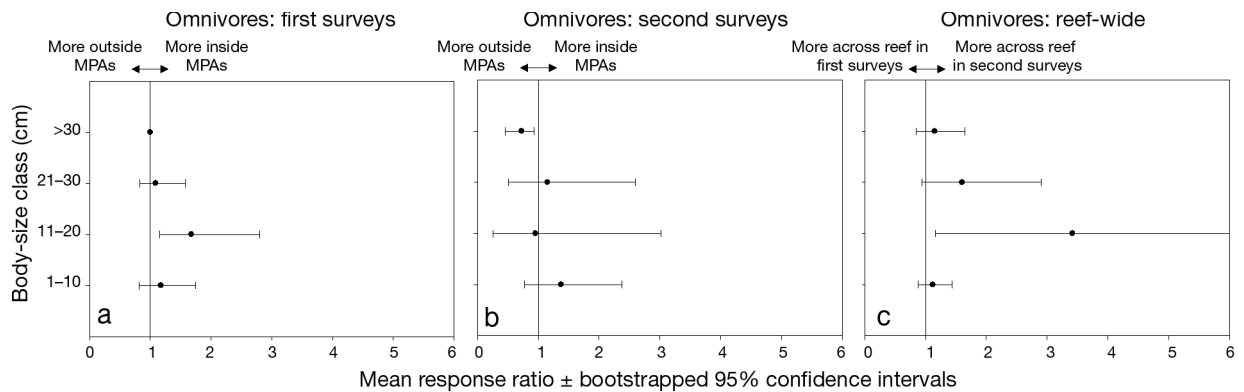 Omnivores: first surveys
More outside MPAs
More inside MPAs
Omnivores: second surveys
More outside MPAs
More inside MPAs
Omnivores: reef-wide
More across reef in first surveys
More across reef in second surveys
Body-size class (cm)
>30
21–30
11–20
1–10
a
b
c
0 1 2 3 4 5 6
0 1 2 3 4 5 6
0 1 2 3 4 5 6
Mean response ratio ± bootstrapped 95% confidence intervals